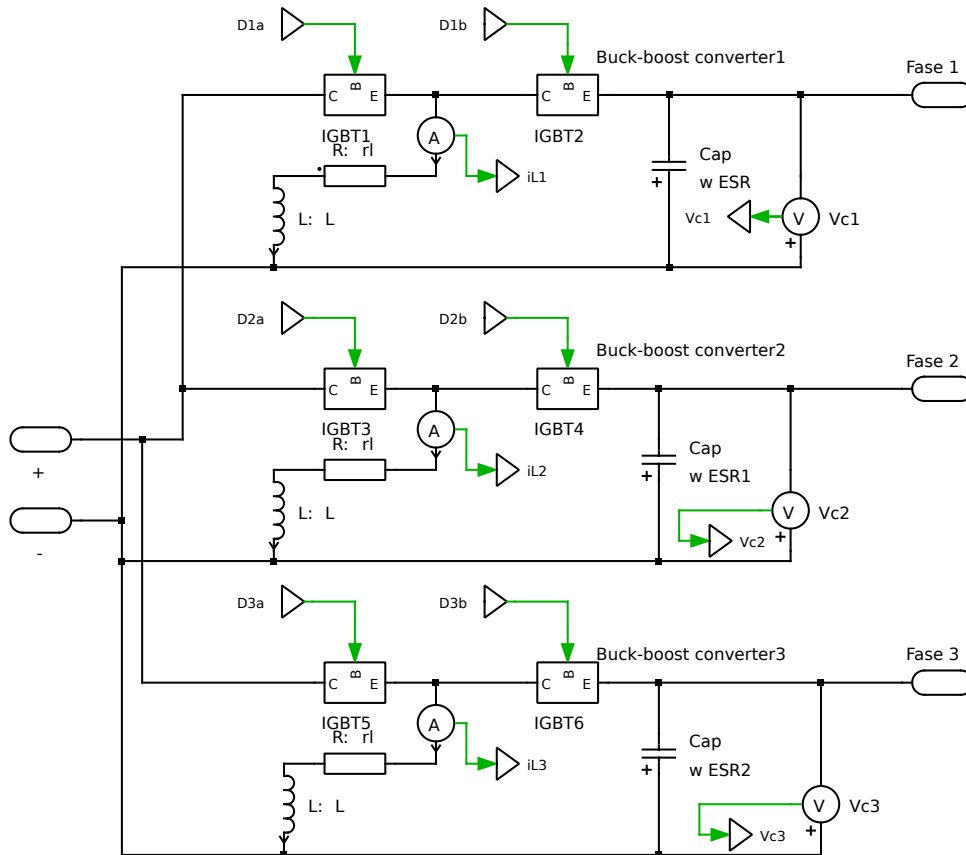 D1a
D1b
Buck-boost converter1
Fase 1
C B E
C B E
IGBT1
A
IGBT2
R: rl
iL1
Cap
w ESR
+
L: L
Vc1
V
Vc1
+
D2a
D2b
Buck-boost converter2
Fase 2
C B E
C B E
IGBT3
A
IGBT4
R: rl
iL2
Cap
w ESR1
+
+
L: L
V
Vc2
+
Vc2
-
D3a
D3b
Buck-boost converter3
Fase 3
C B E
C B E
IGBT5
A
IGBT6
R: rl
iL3
Cap
w ESR2
+
L: L
V
Vc3
+
Vc3